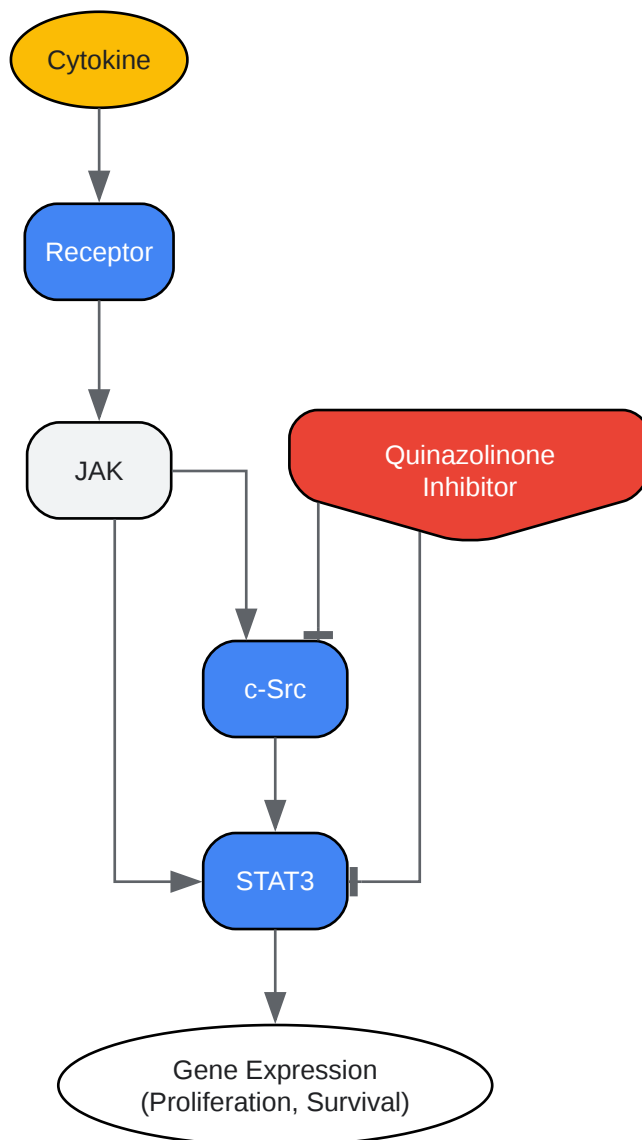 Cytokine
Receptor
JAK
Quinazolinone
Inhibitor
c-Src
STAT3
Gene Expression
(Proliferation, Survival)